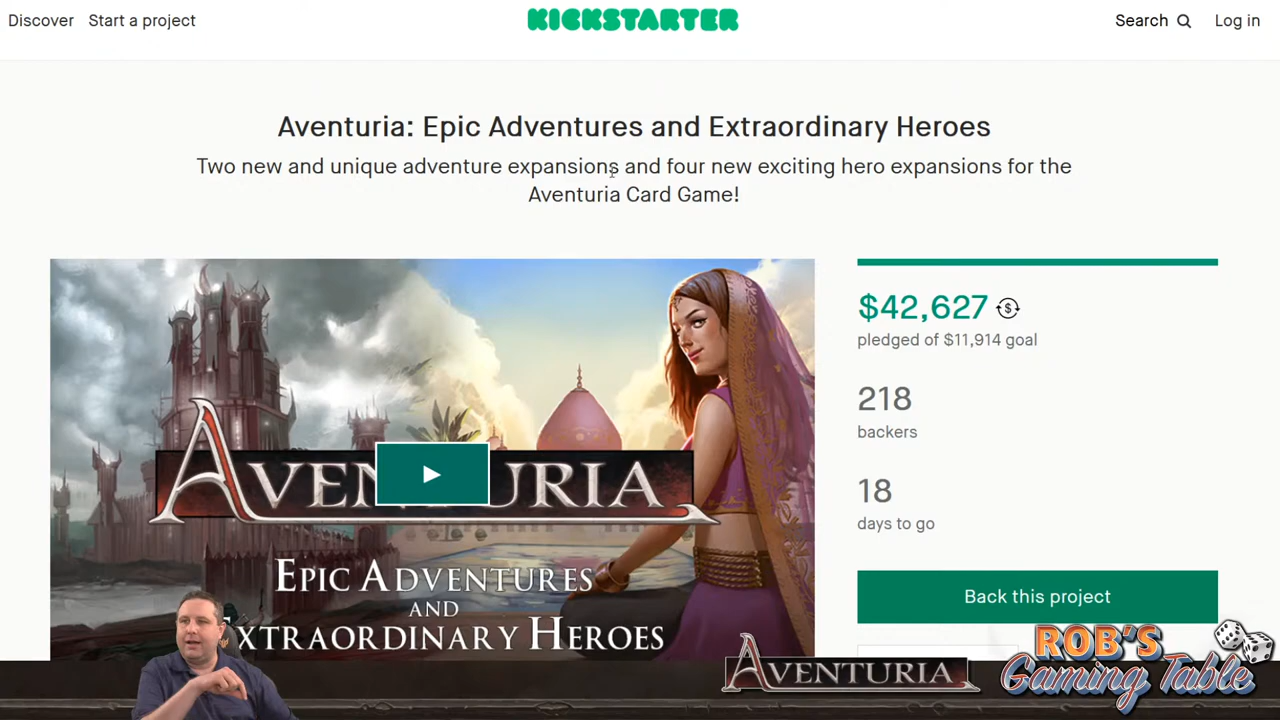 Discover Start a project KICKSTARTER Search Log in
Aventuria: Epic Adventures and Extraordinary Heroes
Two new and unique adventure expansions and four new exciting hero expansions for the
Aventuria Card Game!
$42,627
pledged of $11,914 goal
218
backers
18
days to go
Back this project
AVENTURIA
EPIC ADVENTURES
AND
EXTRAORDINARY HEROES
AVENTURIA
ROB'S
Gaming Table